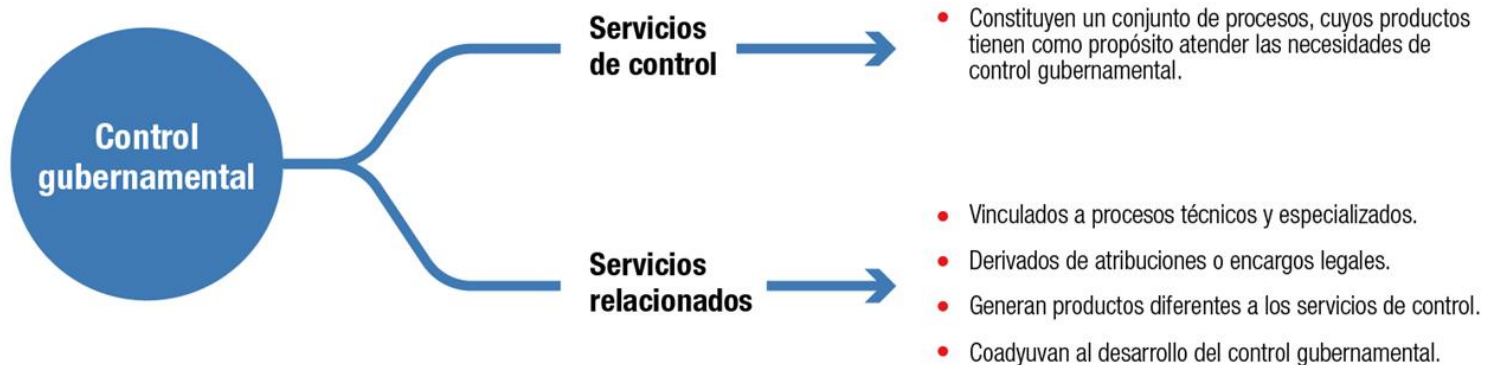 Control
gubernamental
Servicios
de control
• Constituyen un conjunto de procesos, cuyos productos
tienen como propósito atender las necesidades de
control gubernamental.
Servicios
relacionados
• Vinculados a procesos técnicos y especializados.
• Derivados de atribuciones o encargos legales.
• Generan productos diferentes a los servicios de control.
• Coadyuvan al desarrollo del control gubernamental.